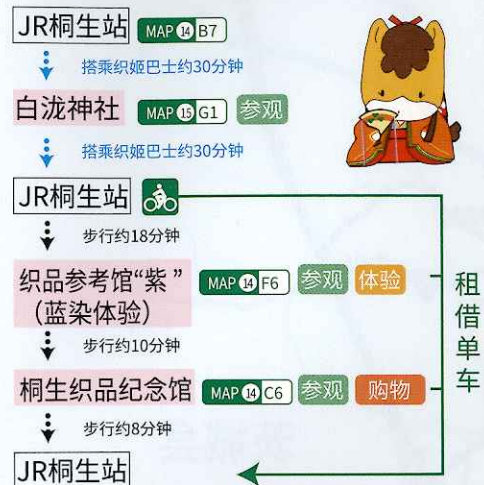 JR桐生站 MAP 14 B7
搭乘织姬巴士约30分钟
白泷神社 MAP 15 G1 参观
搭乘织姬巴士约30分钟
JR桐生站
步行约18分钟
织品参考馆“紫” MAP 14 F6 参观 体验
（蓝染体验）
步行约10分钟
桐生织品纪念馆 MAP 14 C6 参观 购物
步行约8分钟
JR桐生站
租借单车